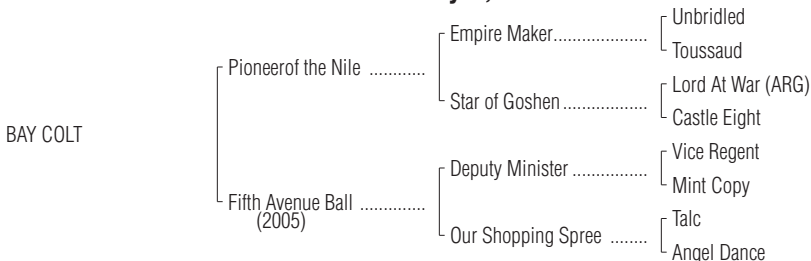 Unbridled
Empire Maker....................
Toussaud
Pioneerof the Nile ............
Lord At War (ARG)
Star of Goshen..................
Castle Eight
BAY COLT
Vice Regent
Deputy Minister ................
Mint Copy
Fifth Avenue Ball ..............
(2005)
Talc
Our Shopping Spree ........
Angel Dance